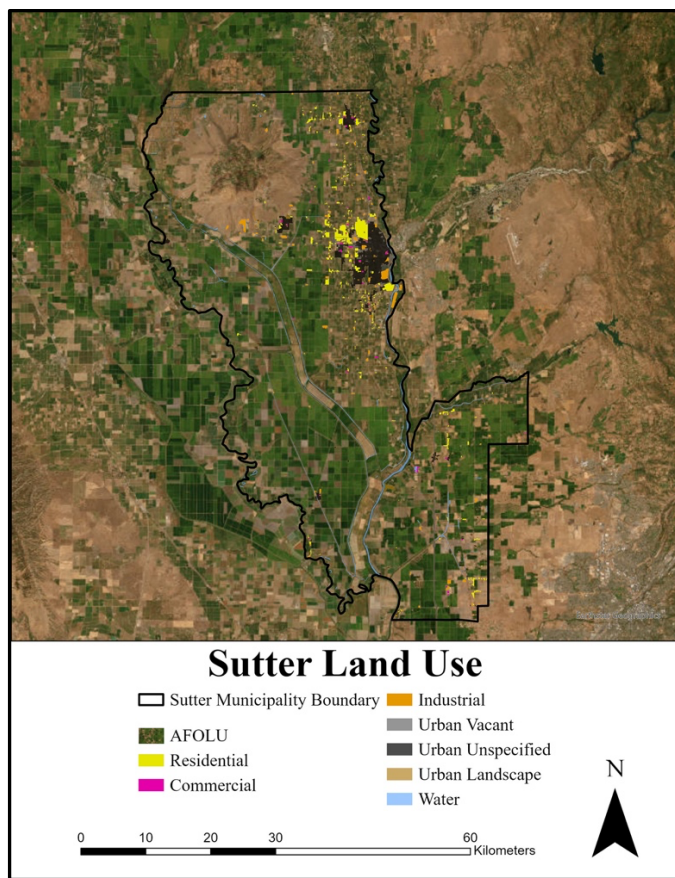 Sutter Land Use
Sutter Municipality Boundary
AFOLU
Residential
Commercial
Industrial
Urban Vacant
Urban Unspecified
Urban Landscape
Water
N
0 10 20 30 60
Kilometers